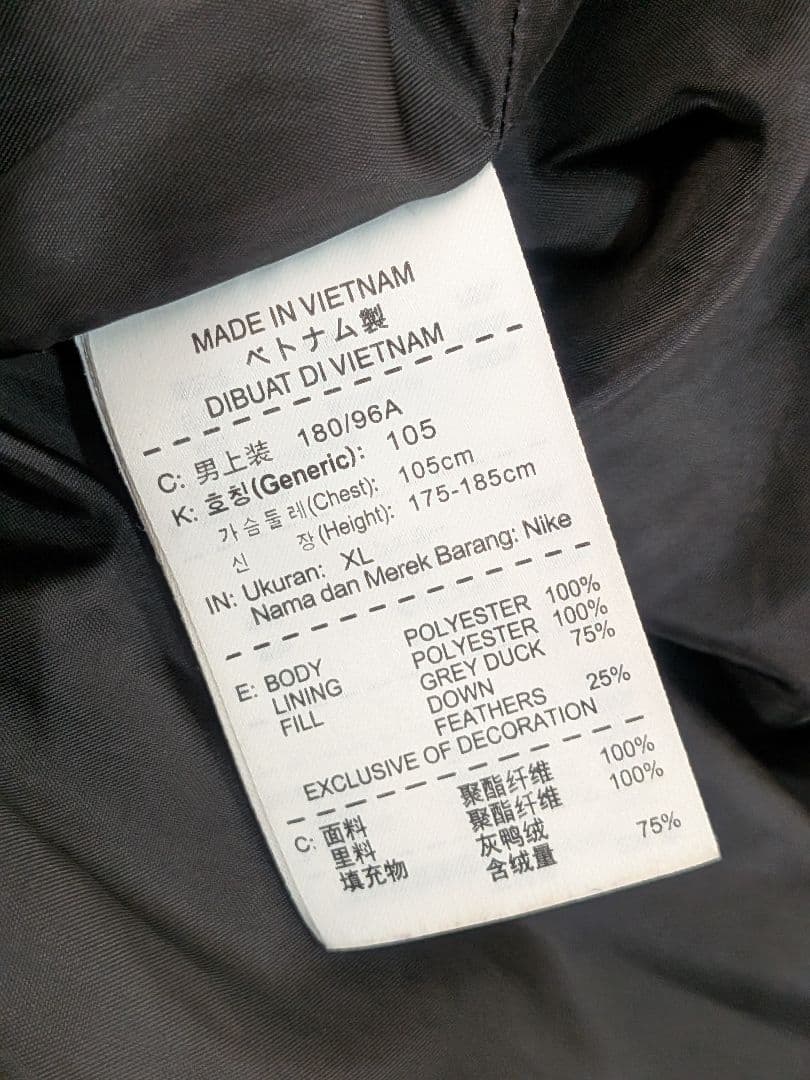 MADE IN VIETNAM
ベトナム製
DIBUAT DI VIETNAM
C: 男上装 180/96A
K: 호칭(Generic): 105
가슴둘레(Chest): 105cm
신 장(Height): 175-185cm
IN: Ukuran: XL
Nama dan Merek Barang: Nike
E: BODY POLYESTER 100%
LINING POLYESTER 100%
FILL GREY DUCK 75%
DOWN
FEATHERS 25%
EXCLUSIVE OF DECORATION
C: 面料 聚酯纤维 100%
里料 聚酯纤维 100%
填充物 灰鸭绒
含绒量 75%